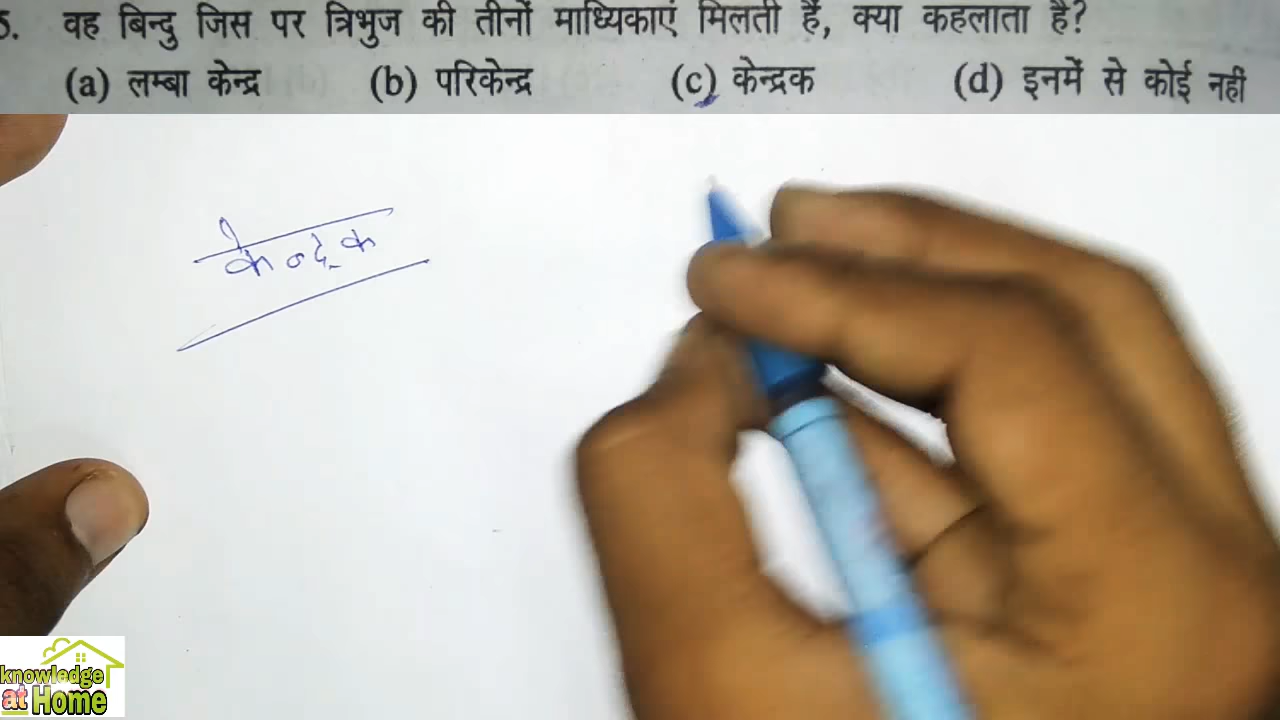 5. वह बिन्दु जिस पर त्रिभुज की तीनों माध्यिकाएं मिलती हैं, क्या कहलाता है?
(a) लम्बा केन्द्र (b) परिकेन्द्र (c) केन्द्रक (d) इनमें से कोई नही
केन्द्रक
knowledge
at Home